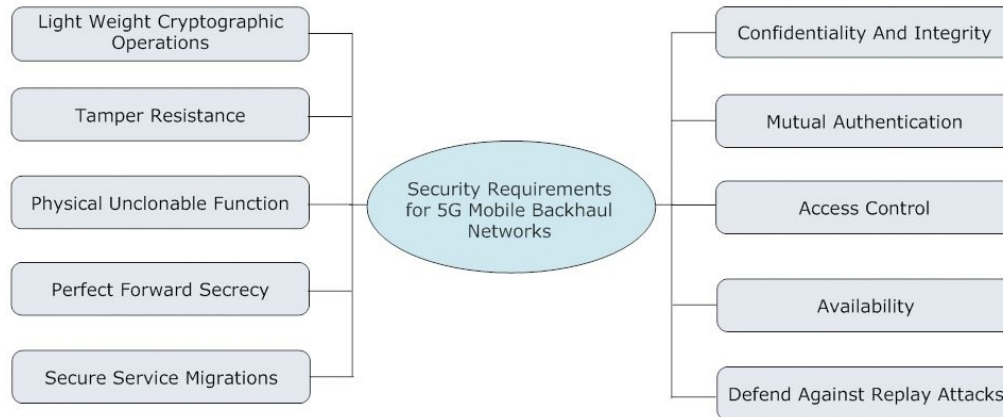 Light Weight Cryptographic
Operations
Tamper Resistance
Physical Unclonable Function
Perfect Forward Secrecy
Secure Service Migrations
Security Requirements
for 5G Mobile Backhaul
Networks
Confidentiality And Integrity
Mutual Authentication
Access Control
Availability
Defend Against Replay Attacks